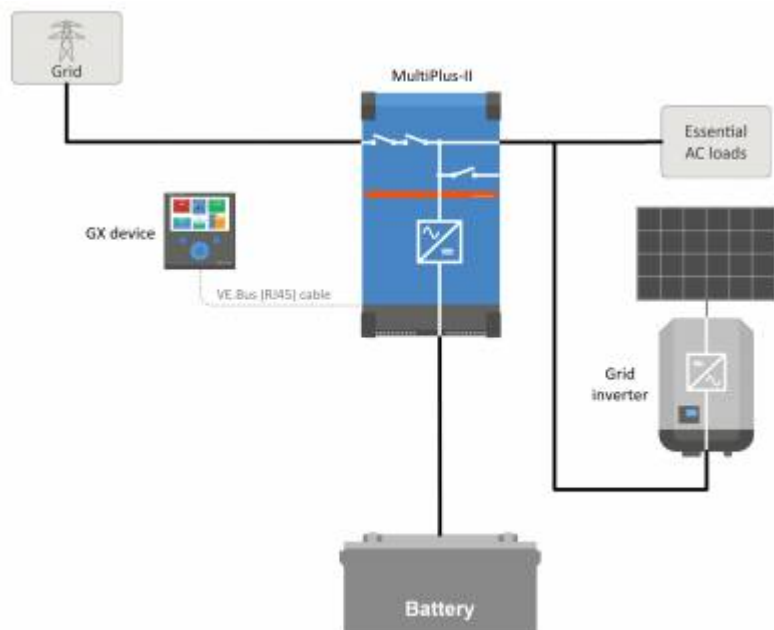 Grid
MultiPlus-II
Essential
AC loads
GX device
VE.Bus (RJ45) cable
Grid
inverter
Battery